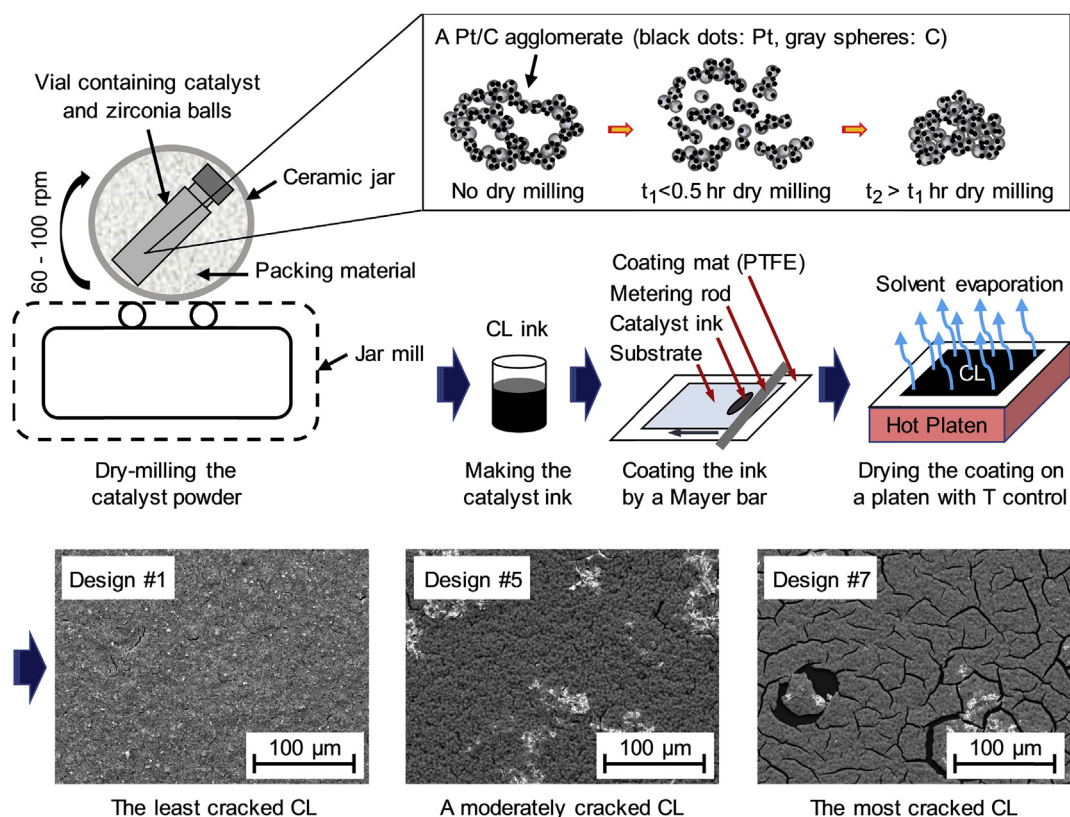 A Pt/C agglomerate (black dots: Pt, gray spheres: C)
Vial containing catalyst
and zirconia balls
Ceramic jar
No dry milling
t₁<0.5 hr dry milling
t₂ > t₁ hr dry milling
60 - 100 rpm
Packing material
Coating mat (PTFE)
Metering rod
Catalyst ink
Substrate
Solvent evaporation
CL ink
Jar mill
CL
Hot Platen
Dry-milling the
catalyst powder
Making the
catalyst ink
Coating the ink
by a Mayer bar
Drying the coating on
a platen with T control
Design #1
Design #5
Design #7
100 µm
100 µm
100 µm
The least cracked CL
A moderately cracked CL
The most cracked CL